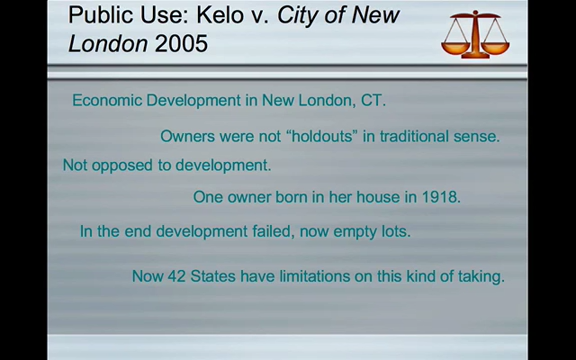 Public Use: Kelo v. City of New
London 2005
Economic Development in New London, CT.
Owners were not “holdouts” in traditional sense.
Not opposed to development.
One owner born in her house in 1918.
In the end development failed, now empty lots.
Now 42 States have limitations on this kind of taking.